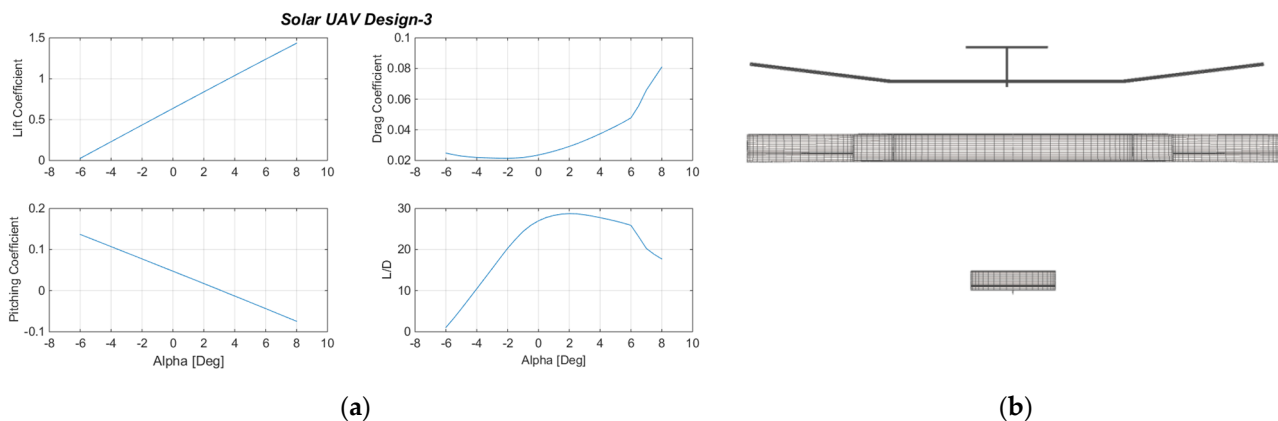 Solar UAV Design-3
Lift Coefficient
1.5
1
0.5
0
-8 -6 -4 -2 0 2 4 6 8 10
Drag Coefficient
0.1
0.08
0.06
0.04
0.02
-8 -6 -4 -2 0 2 4 6 8 10
Pitching Coefficient
0.2
0.1
0
-0.1
-8 -6 -4 -2 0 2 4 6 8 10
Alpha [Deg]
L/D
30
20
10
0
-8 -6 -4 -2 0 2 4 6 8 10
Alpha [Deg]
(a)
(b)